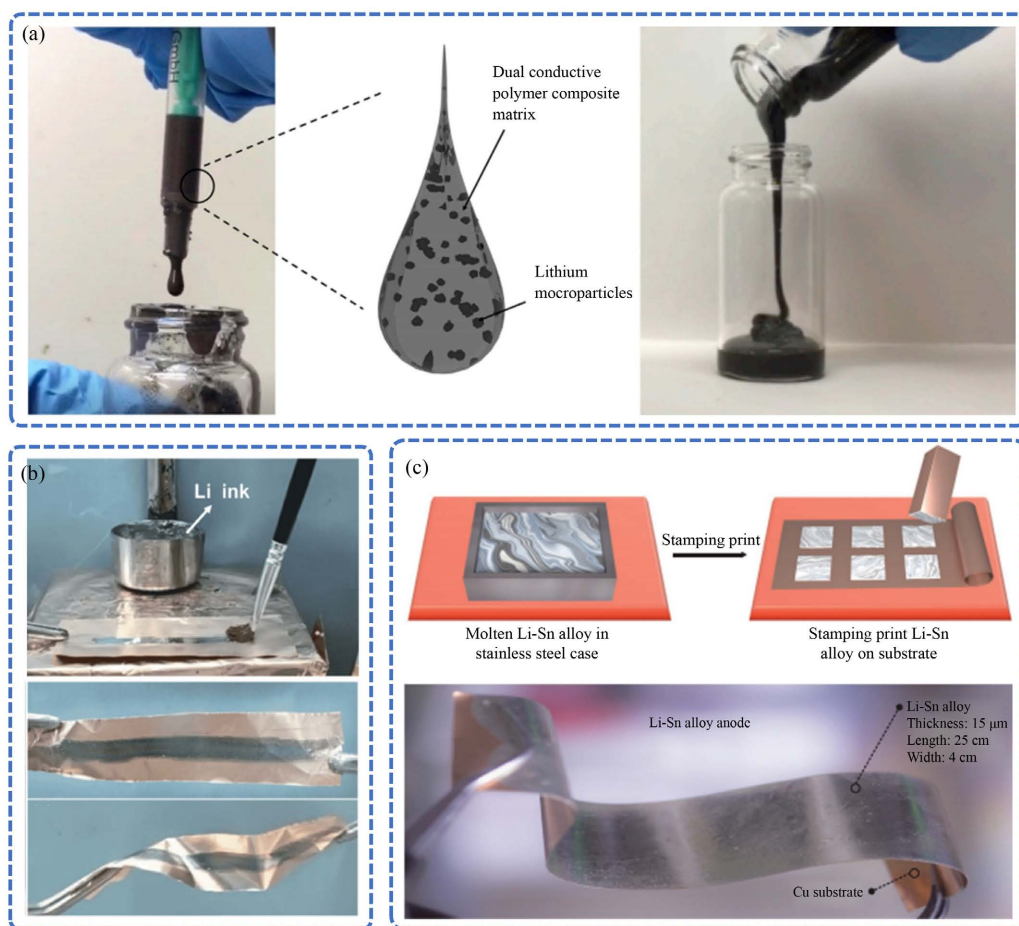 (a)
GmbH
Dual conductive
polymer composite
matrix
Lithium
mocroparticles
(b)
Li ink
(c)
Stamping print
Molten Li-Sn alloy in
stainless steel case
Stamping print Li-Sn
alloy on substrate
Li-Sn alloy anode
Li-Sn alloy
Thickness: 15 μm
Length: 25 cm
Width: 4 cm
Cu substrate